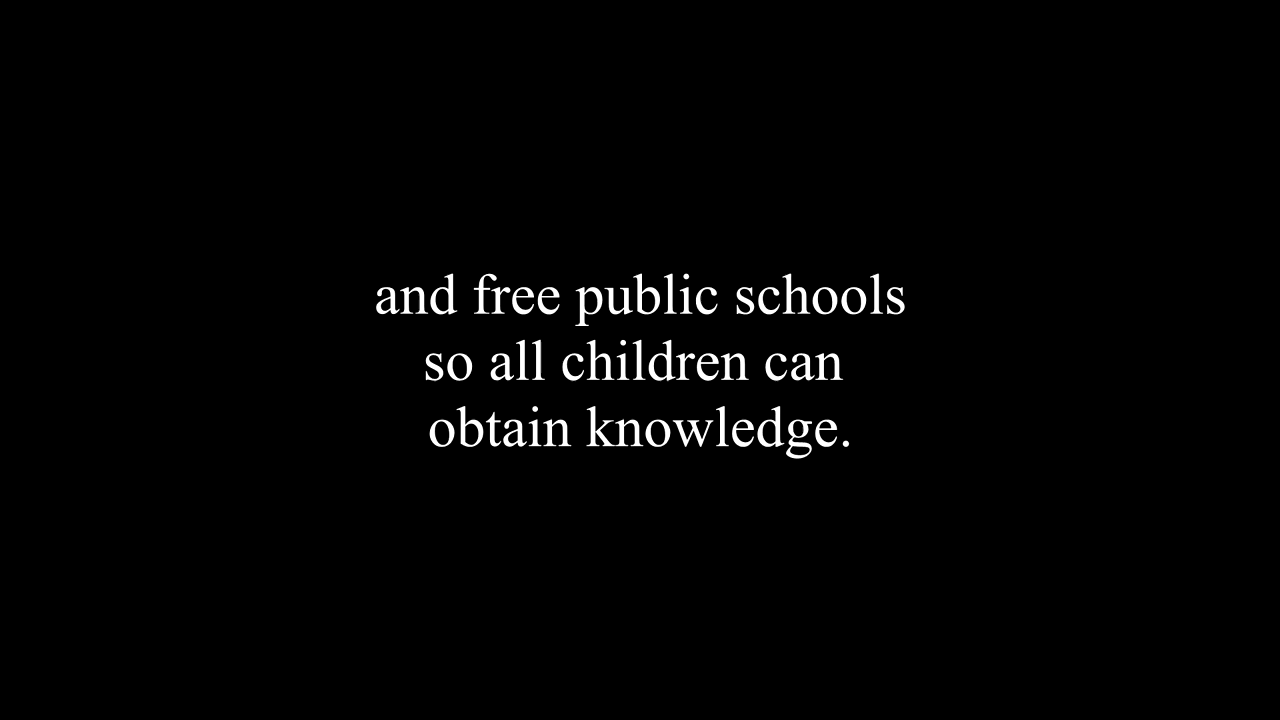 and free public schools
so all children can
obtain knowledge.